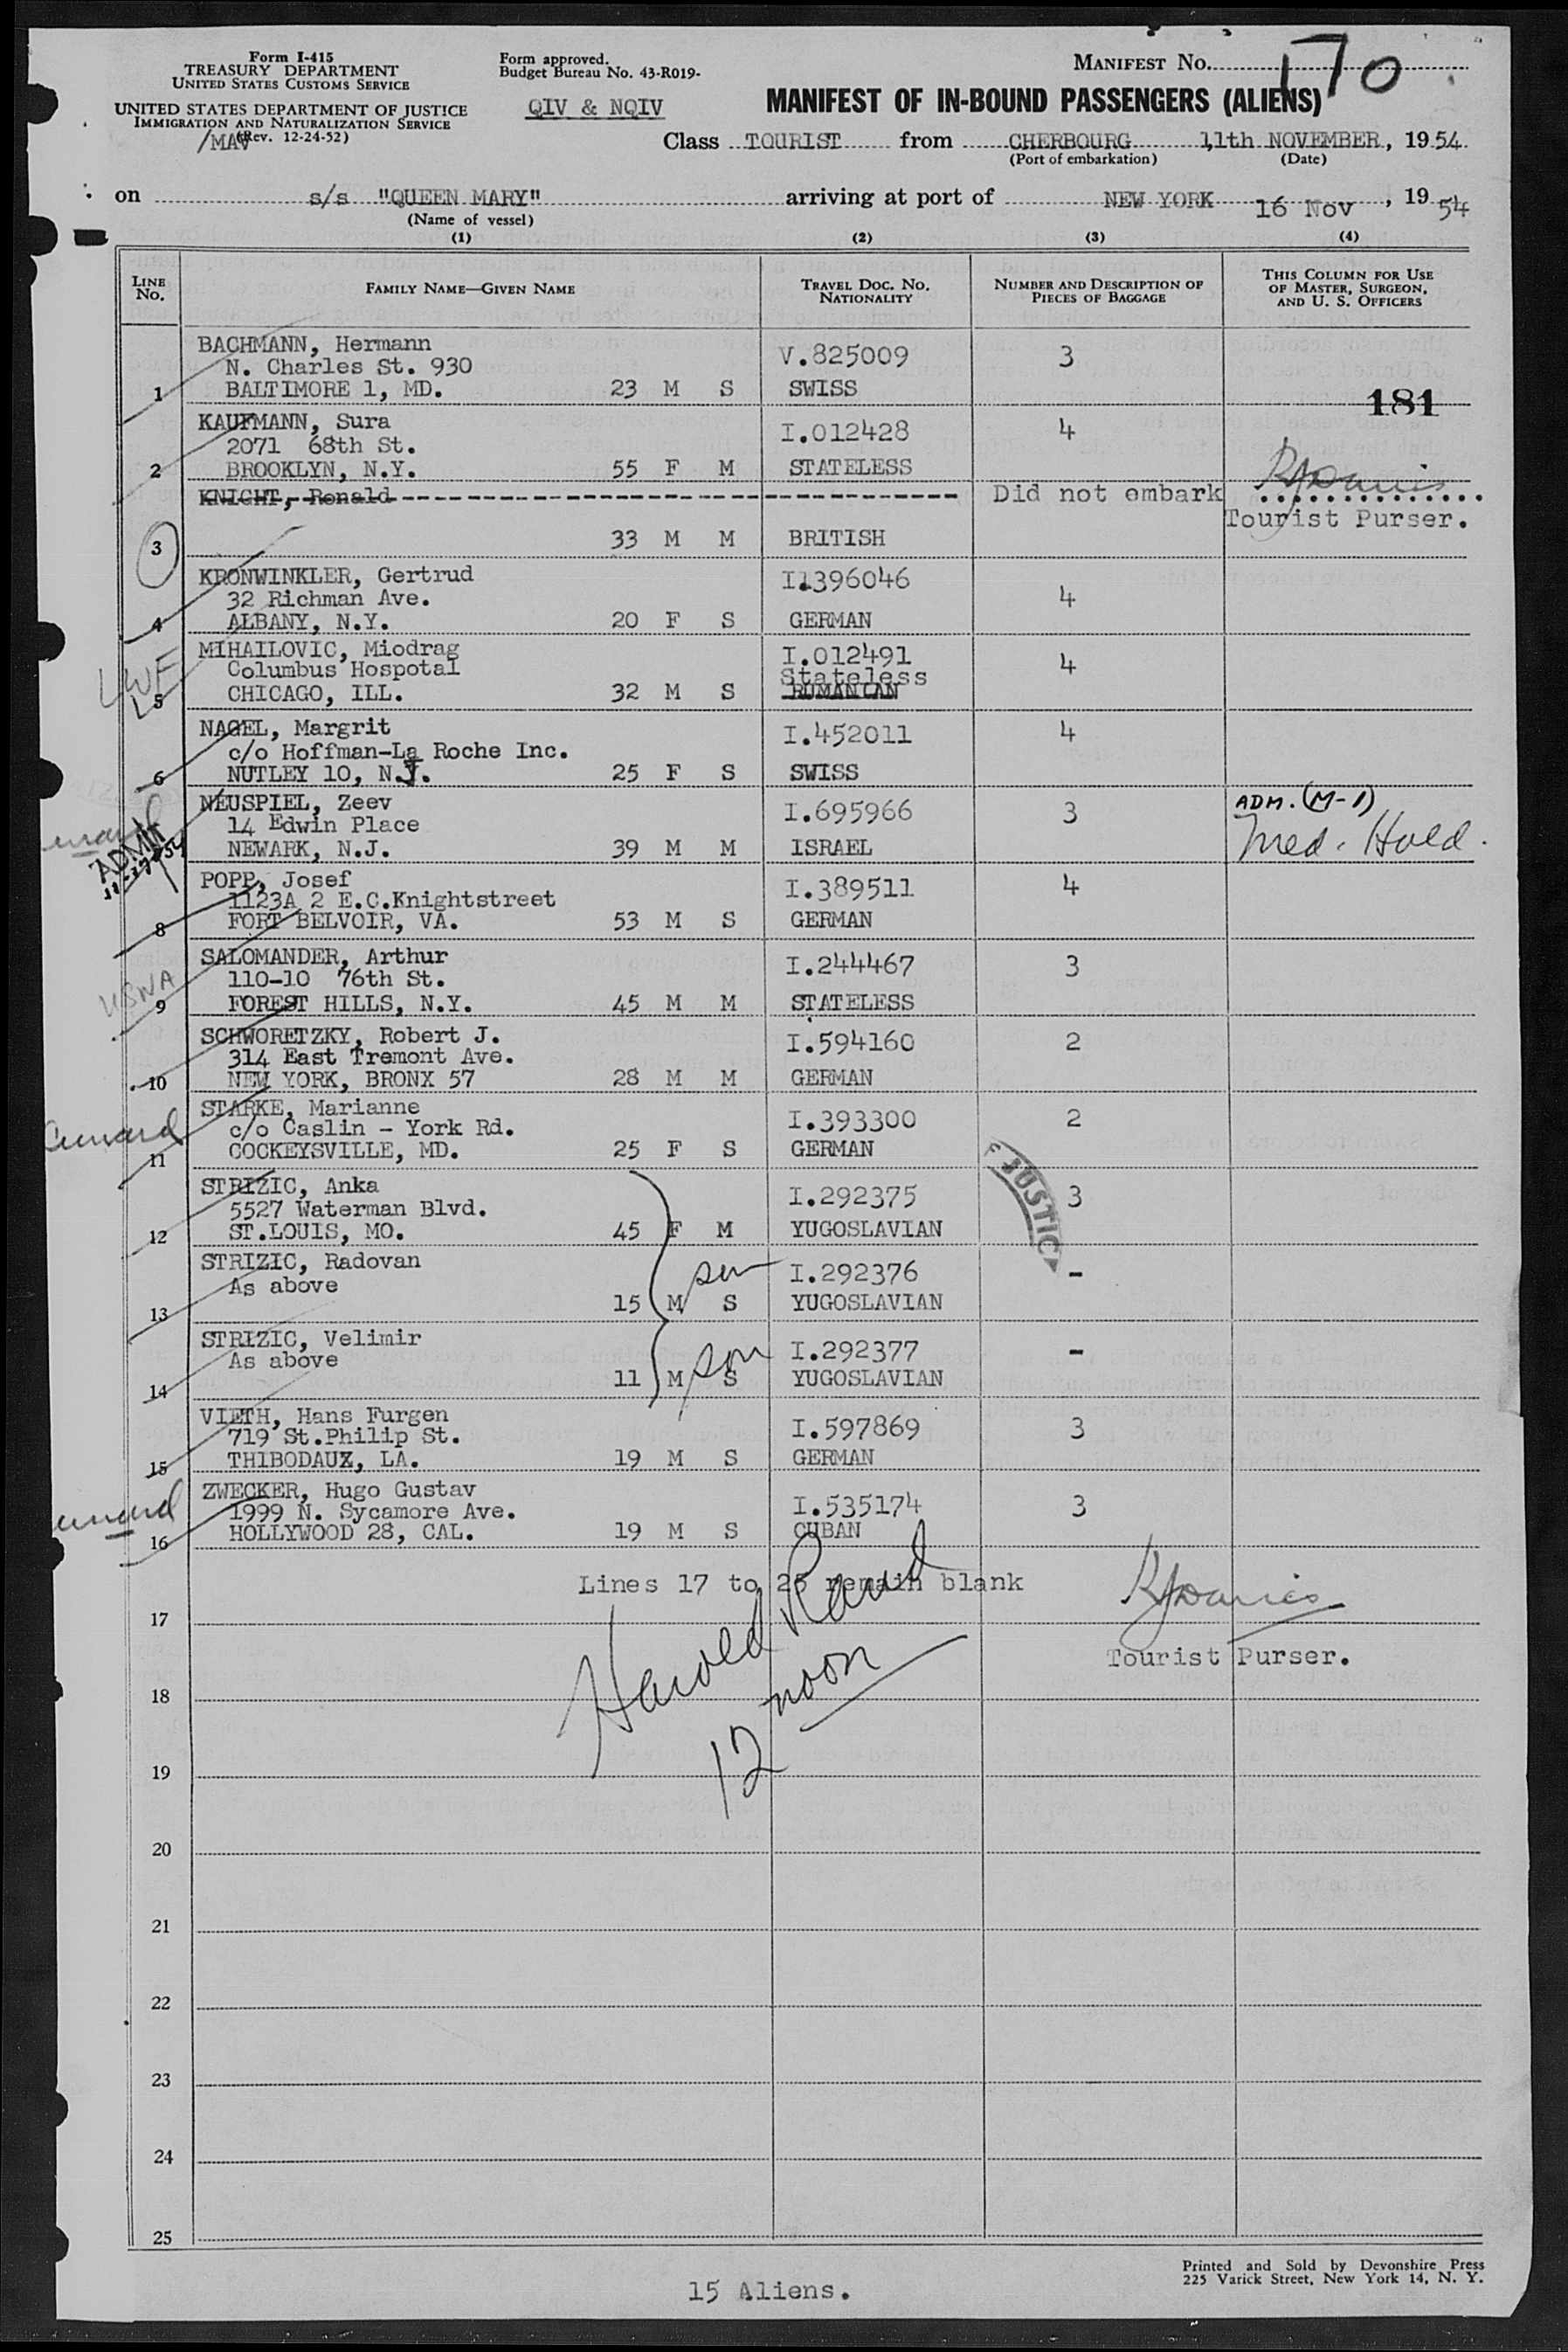 Form I-415
TREASURY DEPARTMENT
UNITED STATES CUSTOMS SERVICE
UNITED STATES DEPARTMENT OF JUSTICE
IMMIGRATION AND NATURALIZATION SERVICE
/MAV (Rev. 12-24-52)
Form approved.
Budget Bureau No. 43-R019-
QIV & NQIV
MANIFEST NO. 170
MANIFEST OF IN-BOUND PASSENGERS (ALIENS)
Class TOURIST from CHERBOURG 11th NOVEMBER, 19 54.
(Port of embarkation) (Date)
on s/s "QUEEN MARY" arriving at port of NEW YORK 16 Nov, 19 54
(Name of vessel)
(1) (2) (3) (4)
LINE NO. FAMILY NAME—GIVEN NAME TRAVEL DOC. NO. NATIONALITY NUMBER AND DESCRIPTION OF PIECES OF BAGGAGE THIS COLUMN FOR USE OF MASTER, SURGEON, AND U. S. OFFICERS
BACHMANN, Hermann V.825009 3
N. Charles St. 930
1 BALTIMORE 1, MD. 23 M S SWISS
181
KAUFMANN, Sura I.012428 4
2071 68th St.
2 BROOKLYN, N.Y. 55 F M STATELESS
KNIGHT, Ronald Did not embark RJDavies
Tourist Purser.
3 33 M M BRITISH
KRONWINKLER, Gertrud I.396046 4
32 Richman Ave.
4 ALBANY, N.Y. 20 F S GERMAN
MIHAILOVIC, Miodrag I.012491 4
Columbus Hospotal Stateless
5 CHICAGO, ILL. 32 M S RUMANIAN
NAGEL, Margrit I.452011 4
c/o Hoffman-La Roche Inc.
6 NUTLEY 10, N.J. 25 F S SWISS
NEUSPIEL, Zeev I.695966 3 ADM. (M-1)
14 Edwin Place Med. Hold.
ADMIT NEWARK, N.J. 39 M M ISRAEL
POPP, Josef I.389511 4
1123A 2 E.C.Knightstreet
8 FORT BELVOIR, VA. 53 M S GERMAN
SALOMANDER, Arthur I.244467 3
USNA 110-10 76th St.
9 FOREST HILLS, N.Y. 45 M M STATELESS
SCHWORETZKY, Robert J. I.594160 2
314 East Tremont Ave.
10 NEW YORK, BRONX 57 28 M M GERMAN
STARKE, Marianne I.393300 2
Cunard c/o Caslin - York Rd.
11 COCKEYSVILLE, MD. 25 F S GERMAN
F JUSTIC
STRIZIC, Anka I.292375 3
5527 Waterman Blvd.
12 ST.LOUIS, MO. 45 F M YUGOSLAVIAN
STRIZIC, Radovan son I.292376 -
As above
13 15 M S YUGOSLAVIAN
STRIZIC, Velimir son I.292377 -
As above
14 11 M S YUGOSLAVIAN
VIETH, Hans Furgen I.597869 3
719 St.Philip St.
15 THIBODAUX, LA. 19 M S GERMAN
ZWECKER, Hugo Gustav I.535174 3
1999 N. Sycamore Ave.
16 HOLLYWOOD 28, CAL. 19 M S CUBAN
Lines 17 to 25 remain blank RJDavies
Tourist Purser.
Harold Rand
12 noon
17
18
19
20
21
22
23
24
25
15 Aliens.
Printed and Sold by Devonshire Press
225 Varick Street, New York 14, N. Y.